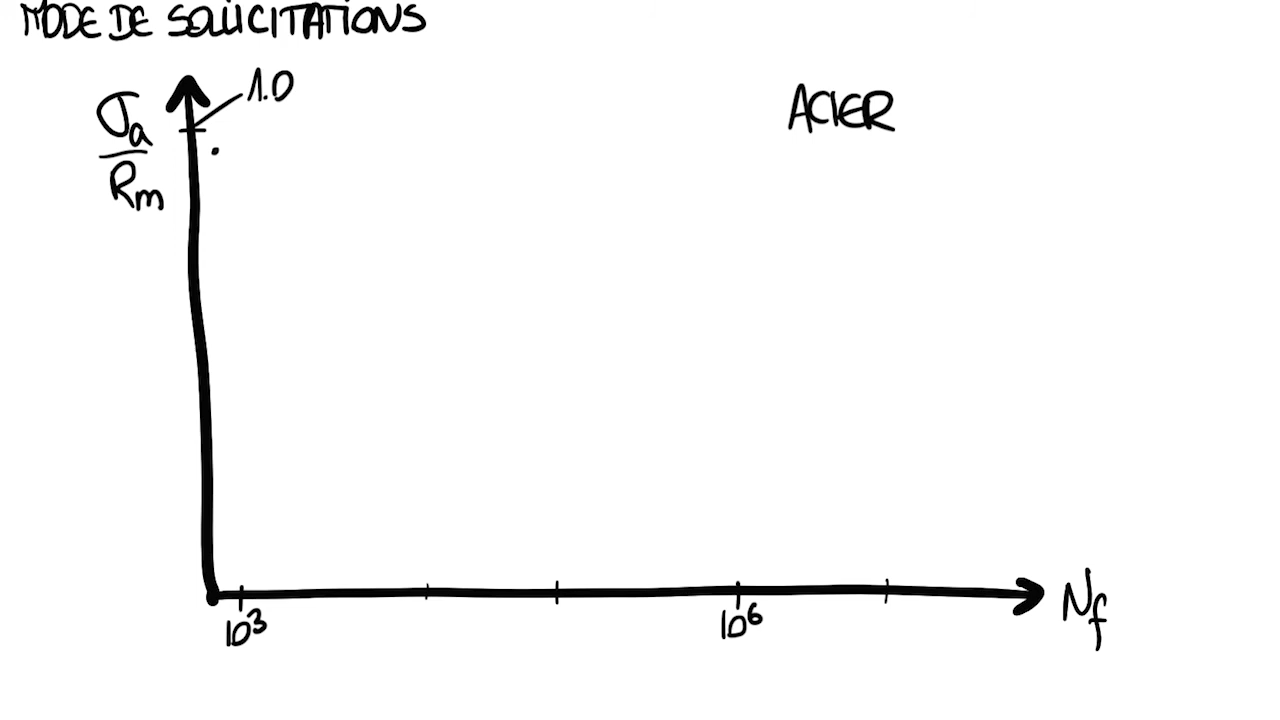 MODE DE SOLLICITATIONS
1.0
σa
Rm
ACIER
10³
10⁶
Nf